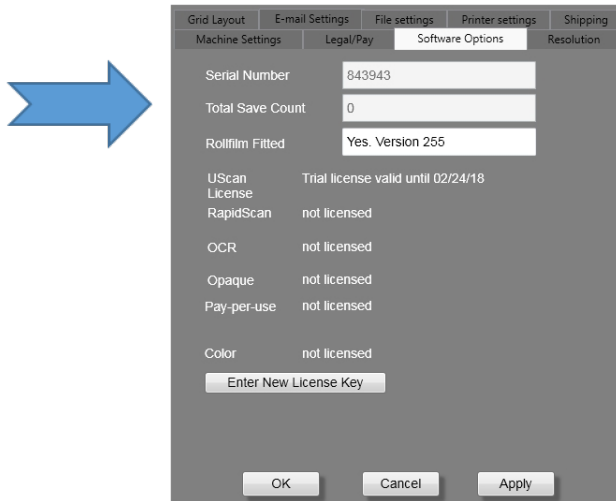 Grid Layout E-mail Settings File settings Printer settings Shipping
Machine Settings Legal/Pay Software Options Resolution
Serial Number 843943
Total Save Count 0
Rollfilm Fitted Yes. Version 255
UScan License Trial license valid until 02/24/18
RapidScan not licensed
OCR not licensed
Opaque not licensed
Pay-per-use not licensed
Color not licensed
Enter New License Key
OK Cancel Apply